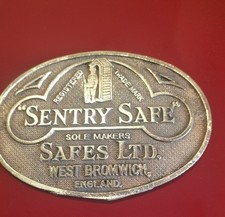 REGISTERED TRADE MARK
"SENTRY SAFE"
SOLE MAKERS
SAFES LTD.
WEST BROMWICH,
ENGLAND.